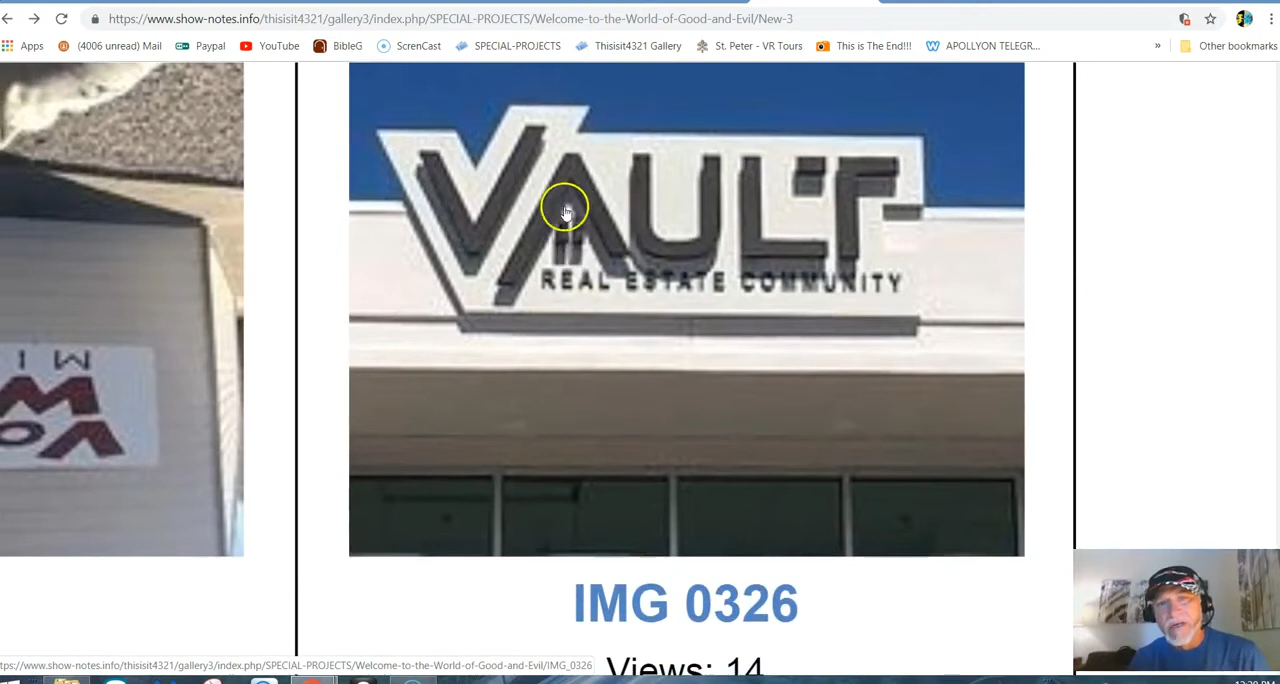 https://www.show-notes.info/thisisit4321/gallery3/index.php/SPECIAL-PROJECTS/Welcome-to-the-World-of-Good-and-Evil/New-3
Apps (4006 unread) Mail Paypal YouTube BibleG ScrenCast SPECIAL-PROJECTS Thisisit4321 Gallery St. Peter - VR Tours This is The End!!! APOLLYON TELEGR... » Other bookmarks
VAULT
REAL ESTATE COMMUNITY
IMG 0326
Views: 14
ttps://www.show-notes.info/thisisit4321/gallery3/index.php/SPECIAL-PROJECTS/Welcome-to-the-World-of-Good-and-Evil/IMG_0326